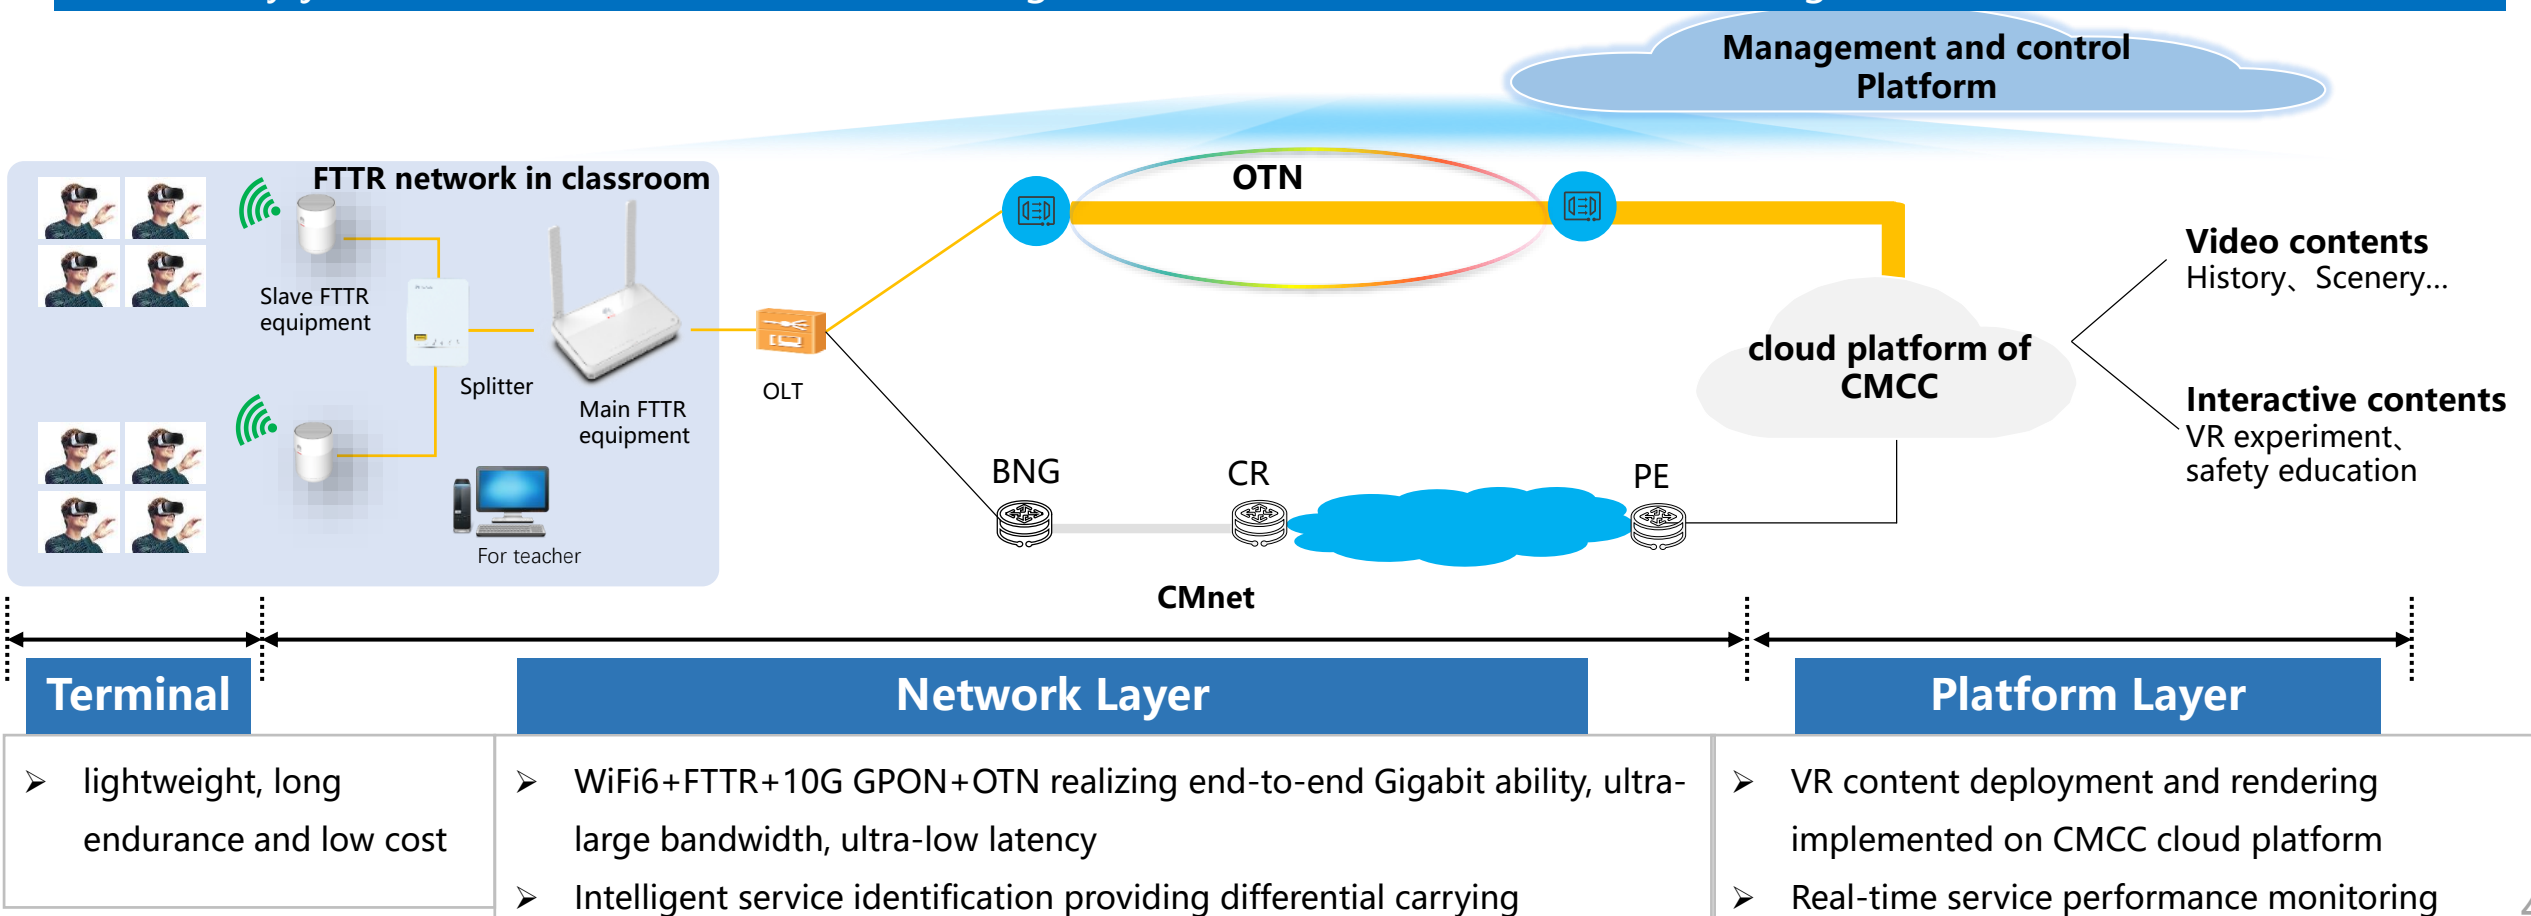 Management and control
Platform
FTTR network in classroom
OTN
Slave FTTR
equipment
Splitter
Main FTTR
equipment
OLT
For teacher
BNG
CR
PE
CMnet
cloud platform of
CMCC
Video contents
History、Scenery...
Interactive contents
VR experiment、
safety education
Terminal
Network Layer
Platform Layer
➢ lightweight, long
endurance and low cost
➢ WiFi6+FTTR+10G GPON+OTN realizing end-to-end Gigabit ability, ultra-
large bandwidth, ultra-low latency
➢ Intelligent service identification providing differential carrying
➢ VR content deployment and rendering
implemented on CMCC cloud platform
➢ Real-time service performance monitoring